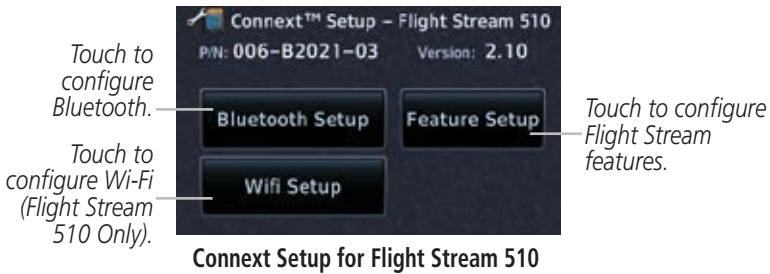 Connext™ Setup – Flight Stream 510
P/N: 006-B2021-03 Version: 2.10
Touch to
configure
Bluetooth.
Bluetooth Setup
Feature Setup
Touch to configure
Flight Stream
features.
Touch to
configure Wi-Fi
(Flight Stream
510 Only).
Wifi Setup
Connext Setup for Flight Stream 510